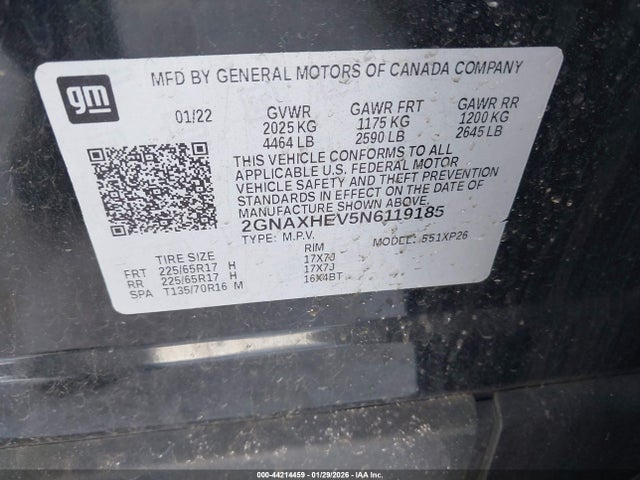 gm
MFD BY GENERAL MOTORS OF CANADA COMPANY
01/22 GVWR GAWR FRT GAWR RR
2025 KG 1175 KG 1200 KG
4464 LB 2590 LB 2645 LB
THIS VEHICLE CONFORMS TO ALL
APPLICABLE U.S. FEDERAL MOTOR
VEHICLE SAFETY AND THEFT PREVENTION
STANDARDS IN EFFECT ON THE DATE OF
MANUFACTURE SHOWN ABOVE.
2GNAXHEV5N6119185
TYPE: M.P.V. MODEL: 551XP26
TIRE SIZE RIM
FRT 225/65R17 H 17X7J
RR 225/65R17 H 17X7J
SPA T135/70R16 M 16X4BT
000-44214459 | 01/29/2026 - IAA Inc.